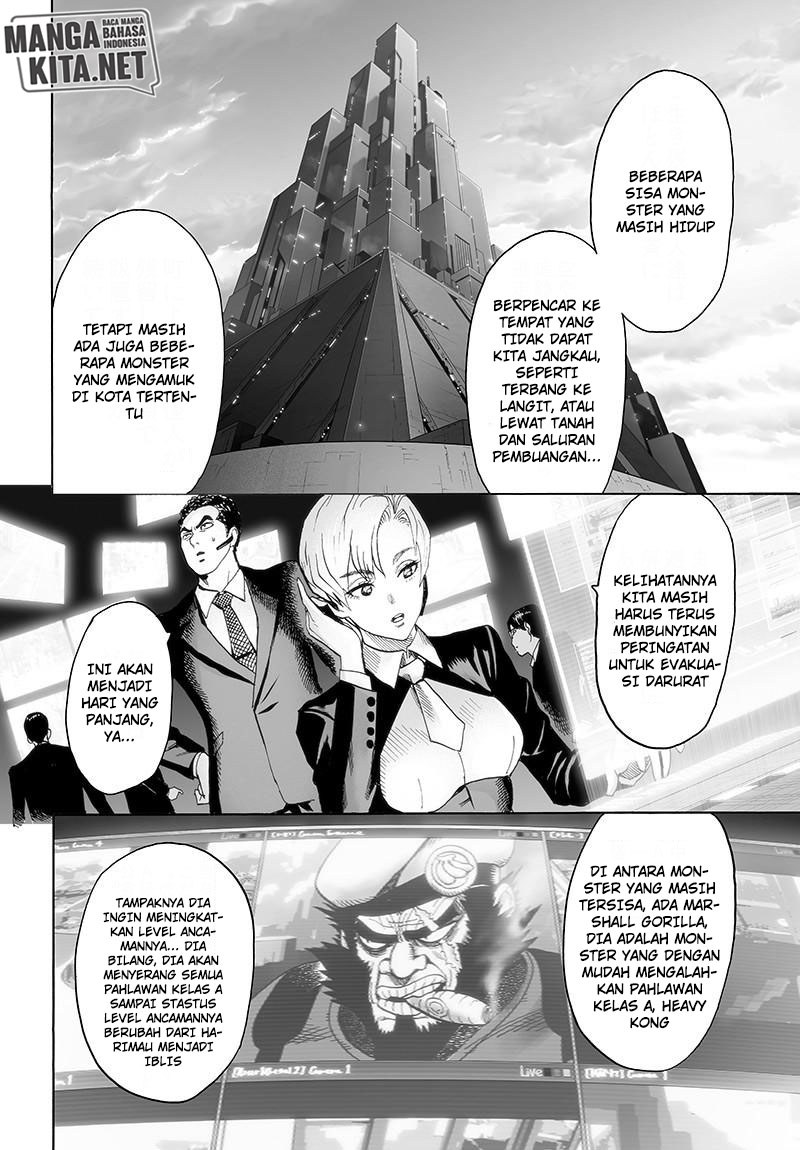 MANGA
KITA.NET
BACA MANGA
BAHASA
INDONESIA
BEBERAPA
SISA MON-
STER YANG
MASIH HIDUP
BERPENCAR KE
TEMPAT YANG
TIDAK DAPAT
KITA JANGKAU,
SEPERTI
TERBANG KE
LANGIT, ATAU
LEWAT TANAH
DAN SALURAN
PEMBUANGAN...
TETAPI MASIH
ADA JUGA BEBE-
RAPA MONSTER
YANG MENGAMUK
DI KOTA TERTEN-
TU
KELIHATANNYA
KITA MASIH
HARUS TERUS
MEMBUNYIKAN
PERINGATAN
UNTUK EVAKUA-
SI DARURAT
INI AKAN
MENJADI
HARI YANG
PANJANG,
YA...
DI ANTARA MON-
STER YANG MASIH
TERSISA, ADA MAR-
SHALL GORILLA,
DIA ADALAH MON-
STER YANG DENGAN
MUDAH MENGALAH-
KAN PAHLAWAN
KELAS A, HEAVY
KONG
TAMPAKNYA DIA
INGIN MENINGKAT-
KAN LEVEL ANCA-
MANNYA... DIA
BILANG, DIA AKAN
MENYERANG SEMUA
PAHLAWAN KELAS A
SAMPAI STASTUS
LEVEL ANCAMANNYA
BERUBAH DARI HA-
RIMAU MENJADI
IBLIS
Live
Live